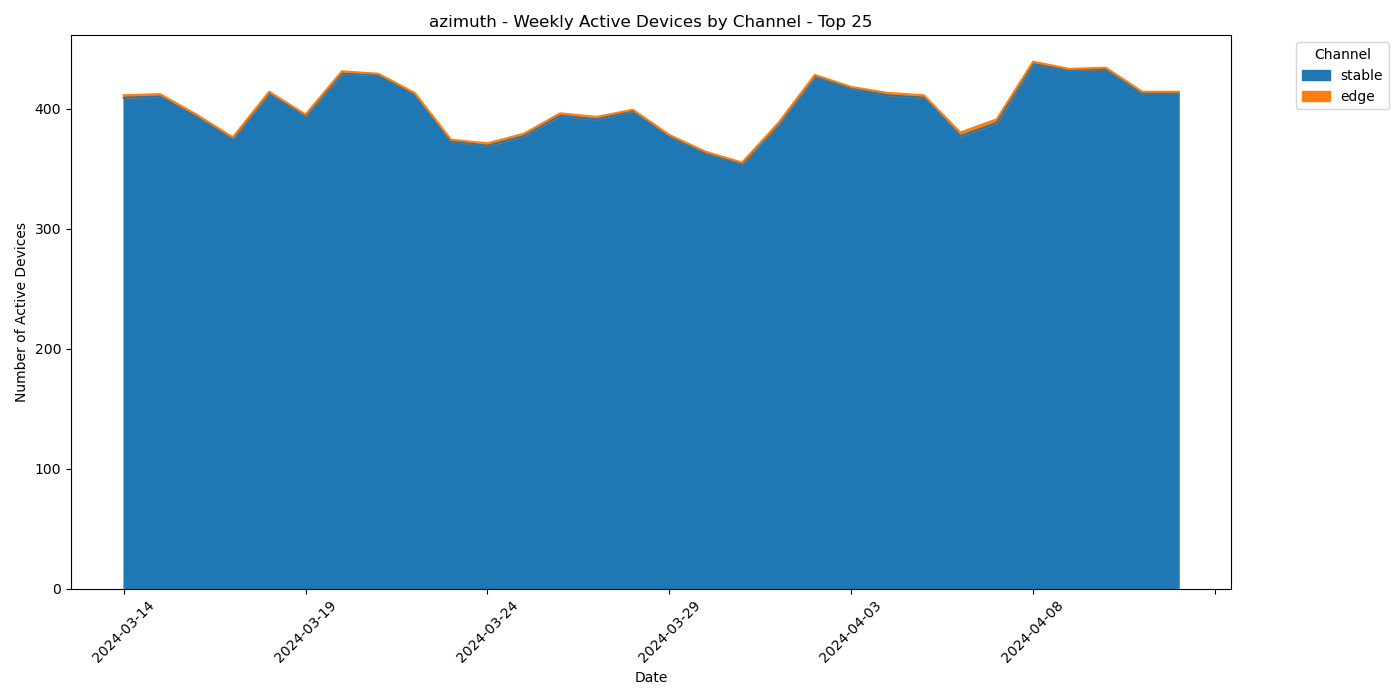 azimuth - Weekly Active Devices by Channel - Top 25
Channel
stable
edge
Number of Active Devices
400
300
200
100
0
2024-03-14
2024-03-19
2024-03-24
2024-03-29
2024-04-03
2024-04-08
Date